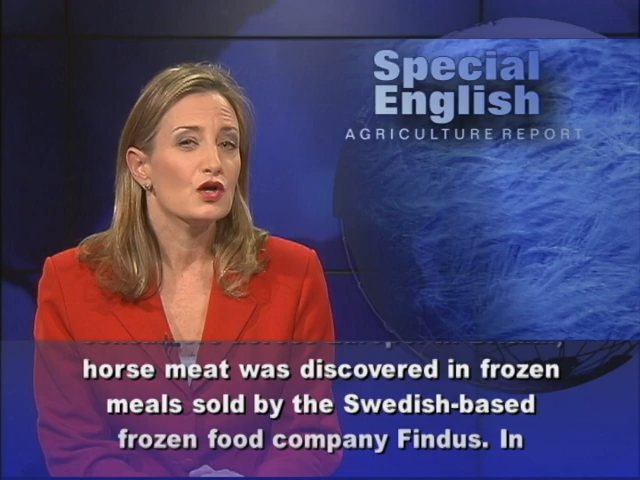 Special
English
AGRICULTURE REPORT
horse meat was discovered in frozen
meals sold by the Swedish-based
frozen food company Findus. In